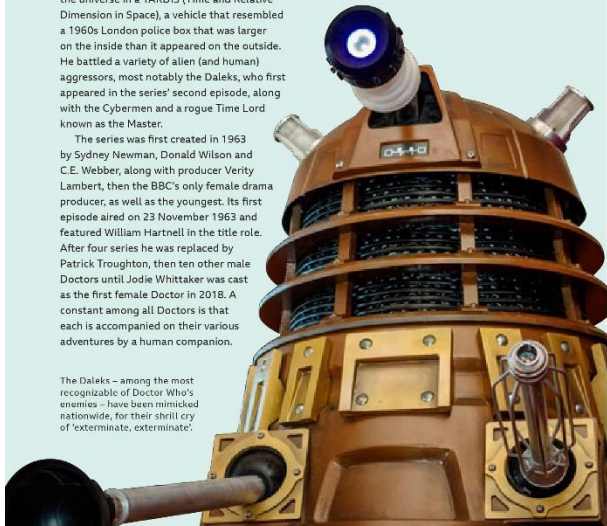 the universe in a TARDIS (Time and Relative
Dimension in Space), a vehicle that resembled
a 1960s London police box that was larger
on the inside than it appeared on the outside.
He battled a variety of alien (and human)
aggressors, most notably the Daleks, who first
appeared in the series' second episode, along
with the Cybermen and a rogue Time Lord
known as the Master.
The series was first created in 1963
by Sydney Newman, Donald Wilson and
C.E. Webber, along with producer Verity
Lambert, then the BBC's only female drama
producer, as well as the youngest. Its first
episode aired on 23 November 1963 and
featured William Hartnell in the title role.
After four series he was replaced by
Patrick Troughton, then ten other male
Doctors until Jodie Whittaker was cast
as the first female Doctor in 2018. A
constant among all Doctors is that
each is accompanied on their various
adventures by a human companion.
The Daleks – among the most
recognizable of Doctor Who's
enemies – have been mimicked
nationwide, for their shrill cry
of 'exterminate, exterminate'.